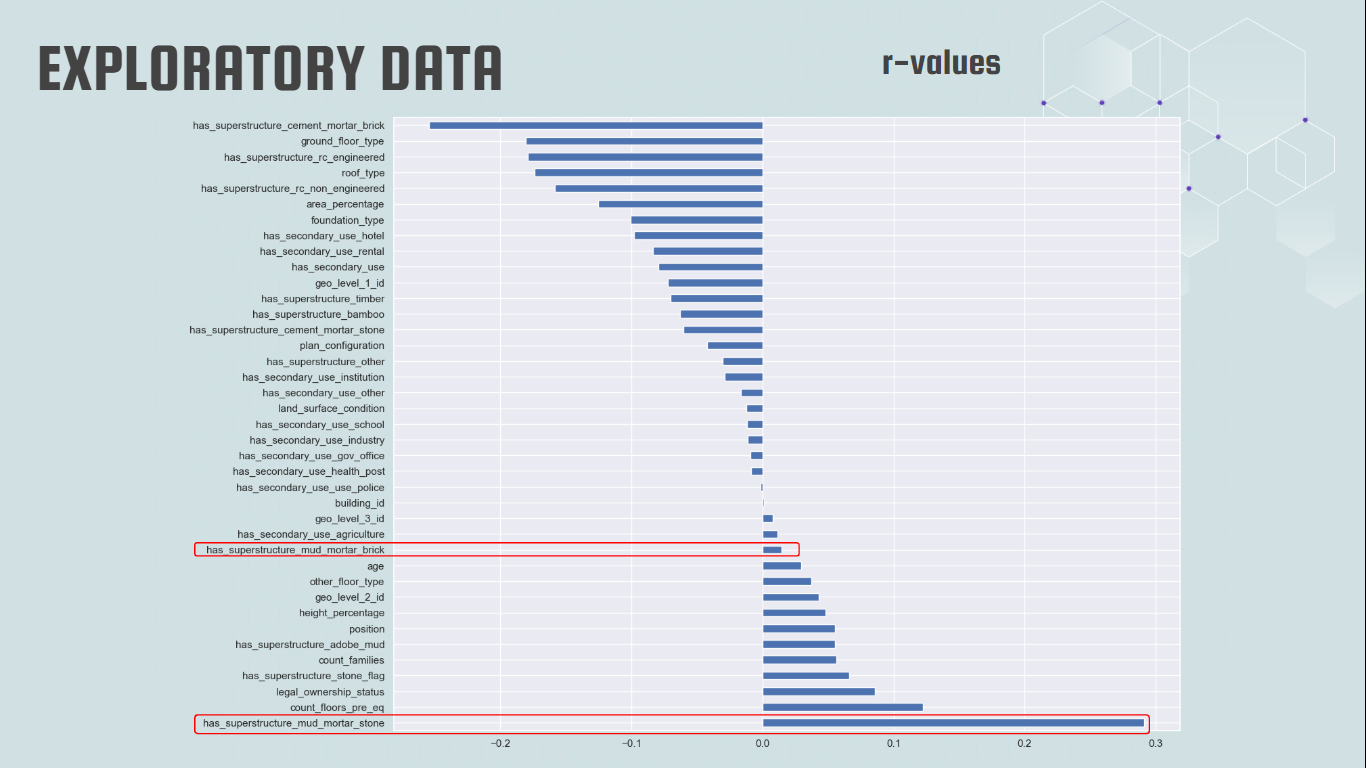 EXPLORATORY DATA
r-values
has_superstructure_cement_mortar_brick
ground_floor_type
has_superstructure_rc_engineered
roof_type
has_superstructure_rc_non_engineered
area_percentage
foundation_type
has_secondary_use_hotel
has_secondary_use_rental
has_secondary_use
geo_level_1_id
has_superstructure_timber
has_superstructure_bamboo
has_superstructure_cement_mortar_stone
plan_configuration
has_superstructure_other
has_secondary_use_institution
has_secondary_use_other
land_surface_condition
has_secondary_use_school
has_secondary_use_industry
has_secondary_use_gov_office
has_secondary_use_health_post
has_secondary_use_use_police
building_id
geo_level_3_id
has_secondary_use_agriculture
has_superstructure_mud_mortar_brick
age
other_floor_type
geo_level_2_id
height_percentage
position
has_superstructure_adobe_mud
count_families
has_superstructure_stone_flag
legal_ownership_status
count_floors_pre_eq
has_superstructure_mud_mortar_stone
−0.2 −0.1 0.0 0.1 0.2 0.3